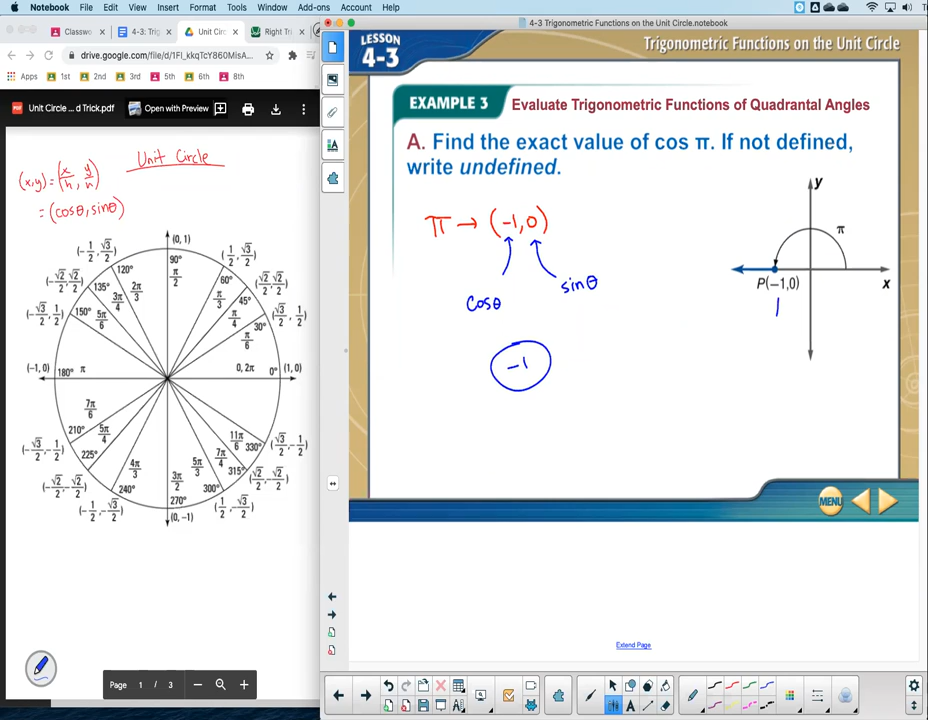 Notebook File Edit View Insert Format Tools Window Add-ons Account Help
Classwo
4-3: Trig
Unit Circ
Right Tri
drive.google.com/file/d/1Fl_kkqTcY860MisAo...
Apps 1st 2nd 3rd 5th 6th 8th
Unit Circle ... d Trick.pdf
Open with Preview
Unit Circle
(x,y) = (x/h, y/h)
= (cosθ, sinθ)
(0, 1)
(-1/2, √3/2)
90°
(1/2, √3/2)
π/2
120°
60°
(-√2/2, √2/2)
2π/3
π/3
(√2/2, √2/2)
135°
45°
3π/4
π/4
(-√3/2, 1/2)
150°
30°
(√3/2, 1/2)
5π/6
π/6
(-1, 0) 180° π
0, 2π 0° (1, 0)
7π/6
11π/6
210°
330°
(-√3/2, -1/2)
5π/4
7π/4
(√3/2, -1/2)
225°
315°
(-√2/2, -√2/2)
4π/3
3π/2
5π/3
(√2/2, -√2/2)
240°
270°
300°
(-1/2, -√3/2)
(0, -1)
(1/2, -√3/2)
Page 1 / 3
4-3 Trigonometric Functions on the Unit Circle.notebook
LESSON
4-3
Trigonometric Functions on the Unit Circle
EXAMPLE 3 Evaluate Trigonometric Functions of Quadrantal Angles
A. Find the exact value of cos π. If not defined,
write undefined.
π → (-1,0)
cosθ
sinθ
-1
y
π
x
P(−1,0)
MENU
Extend Page